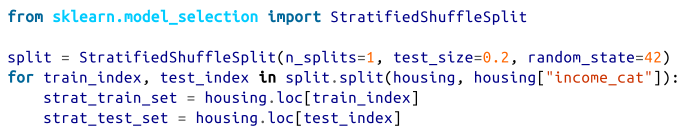 from sklearn.model_selection import StratifiedShuffleSplit

split = StratifiedShuffleSplit(n_splits=1, test_size=0.2, random_state=42)
for train_index, test_index in split.split(housing, housing["income_cat"]):
    strat_train_set = housing.loc[train_index]
    strat_test_set = housing.loc[test_index]